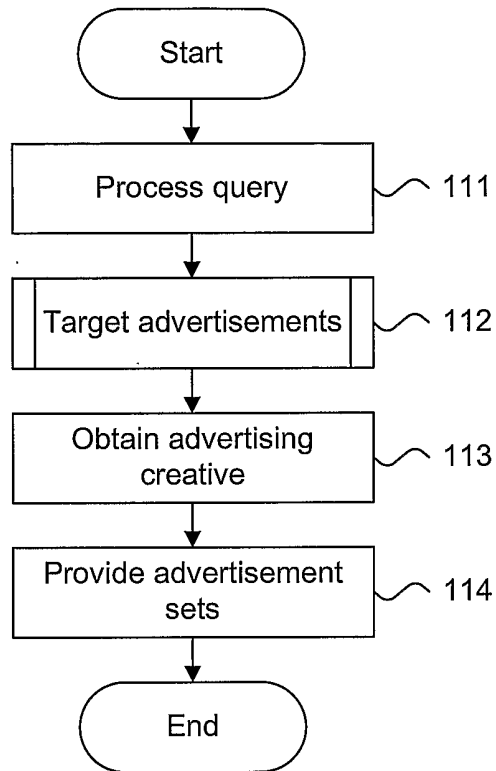 Start
Process query 111
Target advertisements 112
Obtain advertising
creative 113
Provide advertisement
sets 114
End